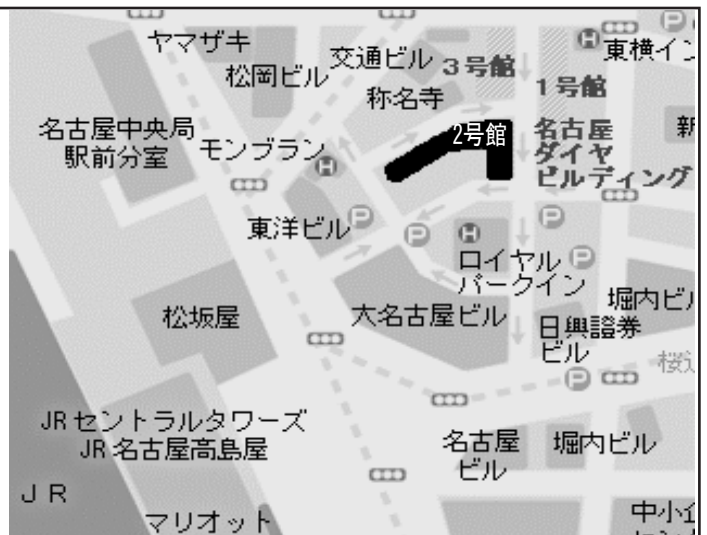 ヤマザキ
交通ビル
3号館
H
東横イン
P
松岡ビル
称名寺
1号館
名古屋中央局
駅前分室
モンブラン
H
2号館
名古屋
ダイヤ
ビルディング
新
東洋ビル
P
P
H
P
ロイヤル
パークイン
P
堀内ビル
松坂屋
大名古屋ビル
日興證券
ビル
P
桜
JRセントラルタワーズ
JR名古屋高島屋
名古屋
ビル
堀内ビル
JR
マリオット
中小企